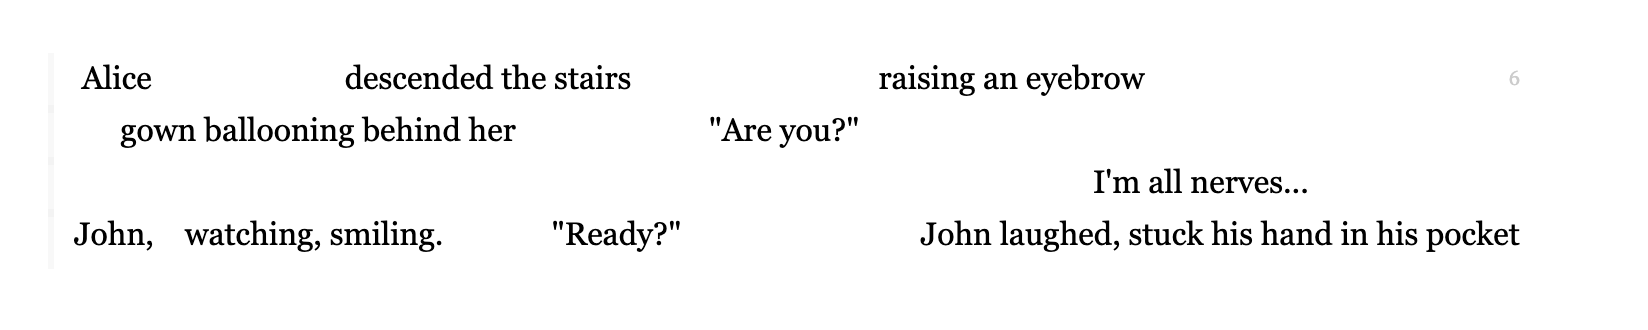 Alice descended the stairs raising an eyebrow 6
gown ballooning behind her "Are you?"
I'm all nerves...
John, watching, smiling. "Ready?" John laughed, stuck his hand in his pocket